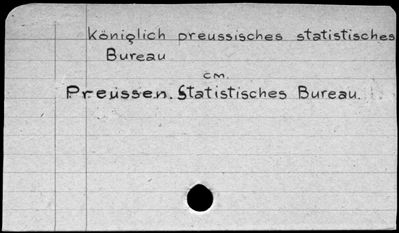 Königlich preussisches statistisches
Bureau
cm.
Preussen. Statistisches Bureau.